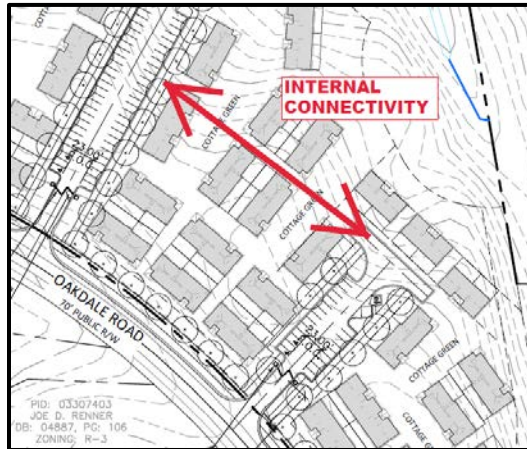 COTTAGE GREEN
INTERNAL
CONNECTIVITY
COTTAGE GREEN
OAKDALE ROAD
70 PUBLIC R/W
COTTAGE GREEN
COTTAGE GREEN
PID: 03307403
JOE D. RENNER
DB: 04887, PG: 106
ZONING: R-3